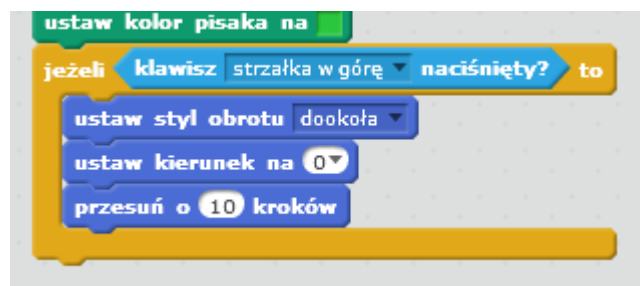 ustaw kolor pisaka na
jeżeli klawisz strzałka w górę naciśnięty? to
ustaw styl obrotu dookoła
ustaw kierunek na 0
przesuń o 10 kroków